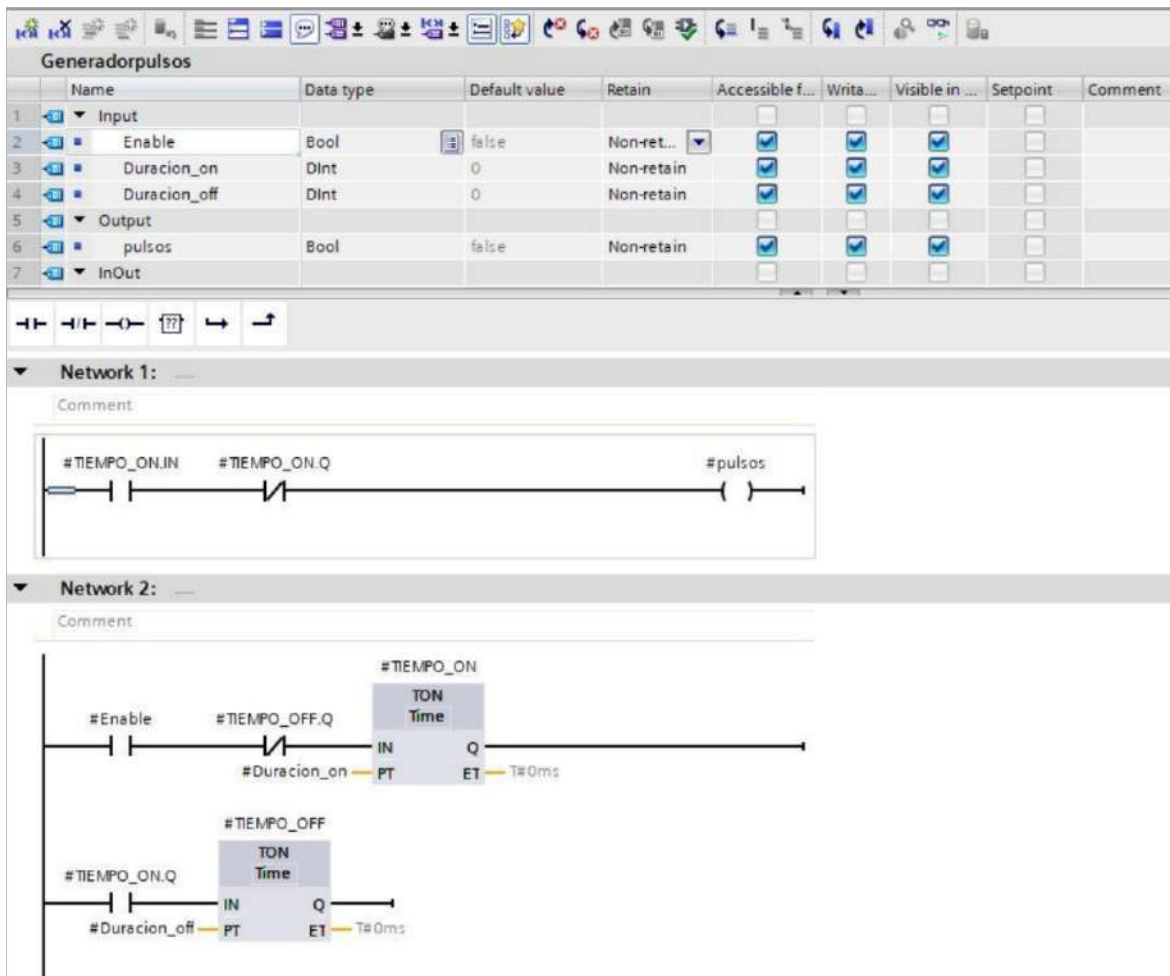 Generadorpulsos
Name Data type Default value Retain Accessible f... Writa... Visible in ... Setpoint Comment
1 Input
2 Enable Bool false Non-ret...
3 Duracion_on DInt 0 Non-retain
4 Duracion_off DInt 0 Non-retain
5 Output
6 pulsos Bool false Non-retain
7 InOut
??
Network 1: .....
Comment
#TIEMPO_ON.IN #TIEMPO_ON.Q #pulsos
Network 2: .....
Comment
#TIEMPO_ON
TON
#Enable #TIEMPO_OFF.Q Time
IN Q
#Duracion_on PT ET T#0ms
#TIEMPO_OFF
TON
#TIEMPO_ON.Q Time
IN Q
#Duracion_off PT ET T#0ms